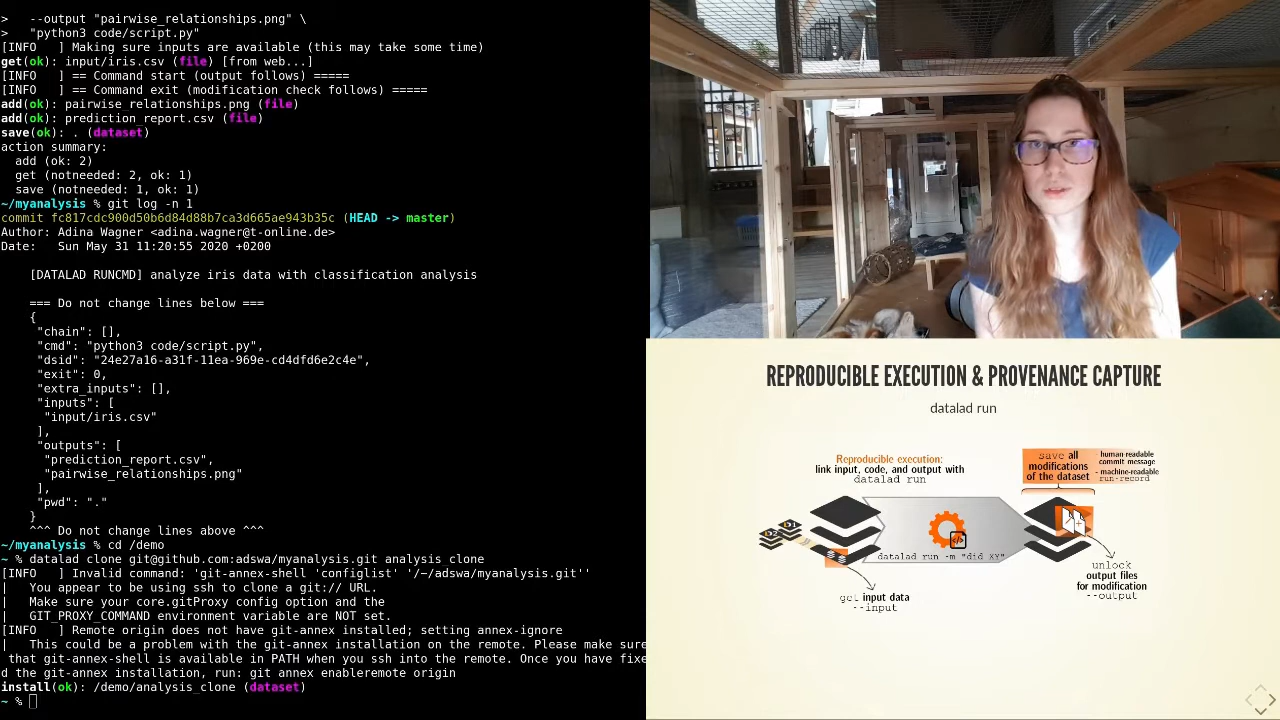 >   --output "pairwise_relationships.png" \
>   "python3 code/script.py"
[INFO   ] Making sure inputs are available (this may take some time)
get(ok): input/iris.csv (file) [from web...]
[INFO   ] == Command start (output follows) =====
[INFO   ] == Command exit (modification check follows) =====
add(ok): pairwise_relationships.png (file)
add(ok): prediction_report.csv (file)
save(ok): . (dataset)
action summary:
  add (ok: 2)
  get (notneeded: 2, ok: 1)
  save (notneeded: 1, ok: 1)
~/myanalysis % git log -n 1
commit fc817cdc900d50b6d84d88b7ca3d665ae943b35c (HEAD -> master)
Author: Adina Wagner <adina.wagner@t-online.de>
Date:   Sun May 31 11:20:55 2020 +0200
    [DATALAD RUNCMD] analyze iris data with classification analysis
    === Do not change lines below ===
    {
     "chain": [],
     "cmd": "python3 code/script.py",
     "dsid": "24e27a16-a31f-11ea-969e-cd4dfd6e2c4e",
     "exit": 0,
     "extra_inputs": [],
     "inputs": [
      "input/iris.csv"
     ],
     "outputs": [
      "prediction_report.csv",
      "pairwise_relationships.png"
     ],
     "pwd": "."
    }
    ^^^ Do not change lines above ^^^
~/myanalysis % cd /demo
~ % datalad clone git@github.com:adswa/myanalysis.git analysis_clone
[INFO   ] Invalid command: 'git-annex-shell 'configlist' '/~/adswa/myanalysis.git''
|   You appear to be using ssh to clone a git:// URL.
|   Make sure your core.gitProxy config option and the
|   GIT_PROXY_COMMAND environment variable are NOT set.
[INFO   ] Remote origin does not have git-annex installed; setting annex-ignore
|   This could be a problem with the git-annex installation on the remote. Please make sure
 that git-annex-shell is available in PATH when you ssh into the remote. Once you have fixe
d the git-annex installation, run: git annex enableremote origin
install(ok): /demo/analysis_clone (dataset)
~ %
REPRODUCIBLE EXECUTION & PROVENANCE CAPTURE
datalad run
Reproducible execution:
link input, code, and output with
datalad run
save all
modifications
of the dataset
- human readable
commit message
- machine-readable
run-record
D1
D2
</>
datalad run -m "did XY"
get input data
--input
unlock
output files
for modification
--output